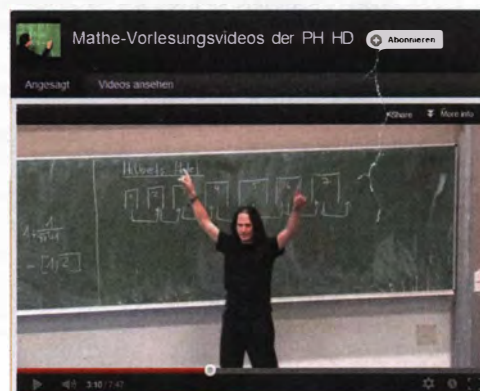 Mathe-Vorlesungsvideos der PH HD Abonnieren
Angesagt Videos ansehen
Share More info
Hilberts Hotel
3:10 / 7:47